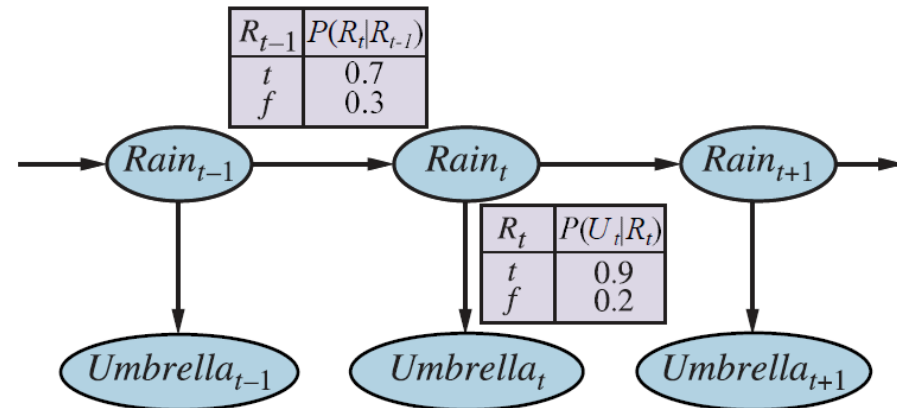 R_{t–1} P(R_t|R_{t-1})
t 0.7
f 0.3
Rain_{t–1} Rain_t Rain_{t+1}
R_t P(U_t|R_t)
t 0.9
f 0.2
Umbrella_{t–1} Umbrella_t Umbrella_{t+1}